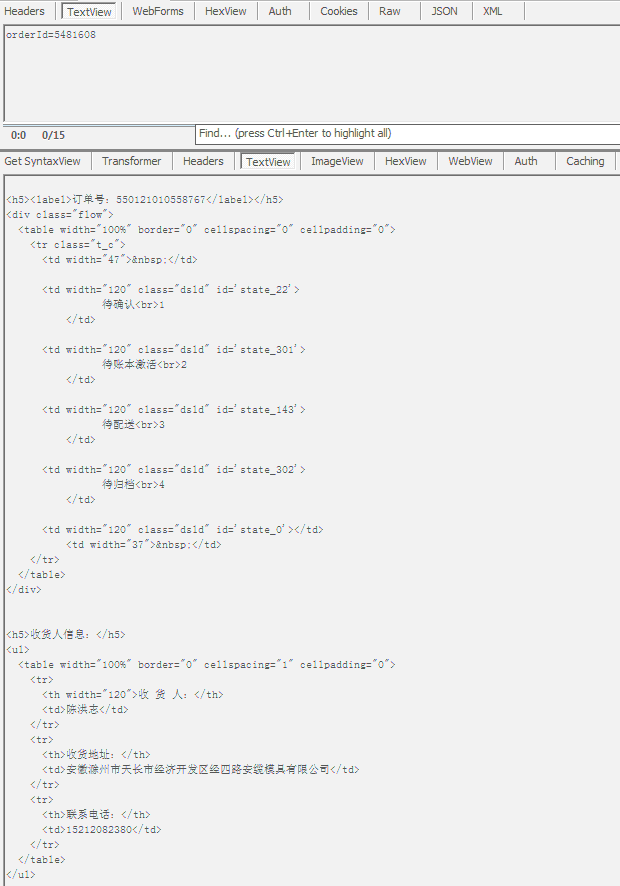 Headers TextView WebForms HexView Auth Cookies Raw JSON XML
orderId=5481608
0:0 0/15 Find... (press Ctrl+Enter to highlight all)
Get SyntaxView Transformer Headers TextView ImageView HexView WebView Auth Caching
<h5><label>订单号：550121010558767</label></h5>
<div class="flow">
<table width="100%" border="0" cellspacing="0" cellpadding="0">
<tr class="t_c">
<td width="47">&nbsp;</td>
<td width="120" class="dsld" id='state_22'>
待确认<br>1
</td>
<td width="120" class="dsld" id='state_301'>
待账本激活<br>2
</td>
<td width="120" class="dsld" id='state_143'>
待配送<br>3
</td>
<td width="120" class="dsld" id='state_302'>
待归档<br>4
</td>
<td width="120" class="dsld" id='state_0'></td>
<td width="37">&nbsp;</td>
</tr>
</table>
</div>
<h5>收货人信息：</h5>
<ul>
<table width="100%" border="0" cellspacing="1" cellpadding="0">
<tr>
<th width="120">收 货 人：</th>
<td>陈洪志</td>
</tr>
<tr>
<th>收货地址：</th>
<td>安徽滁州市天长市经济开发区经四路安缆模具有限公司</td>
</tr>
<tr>
<th>联系电话：</th>
<td>15212082380</td>
</tr>
</table>
</ul>